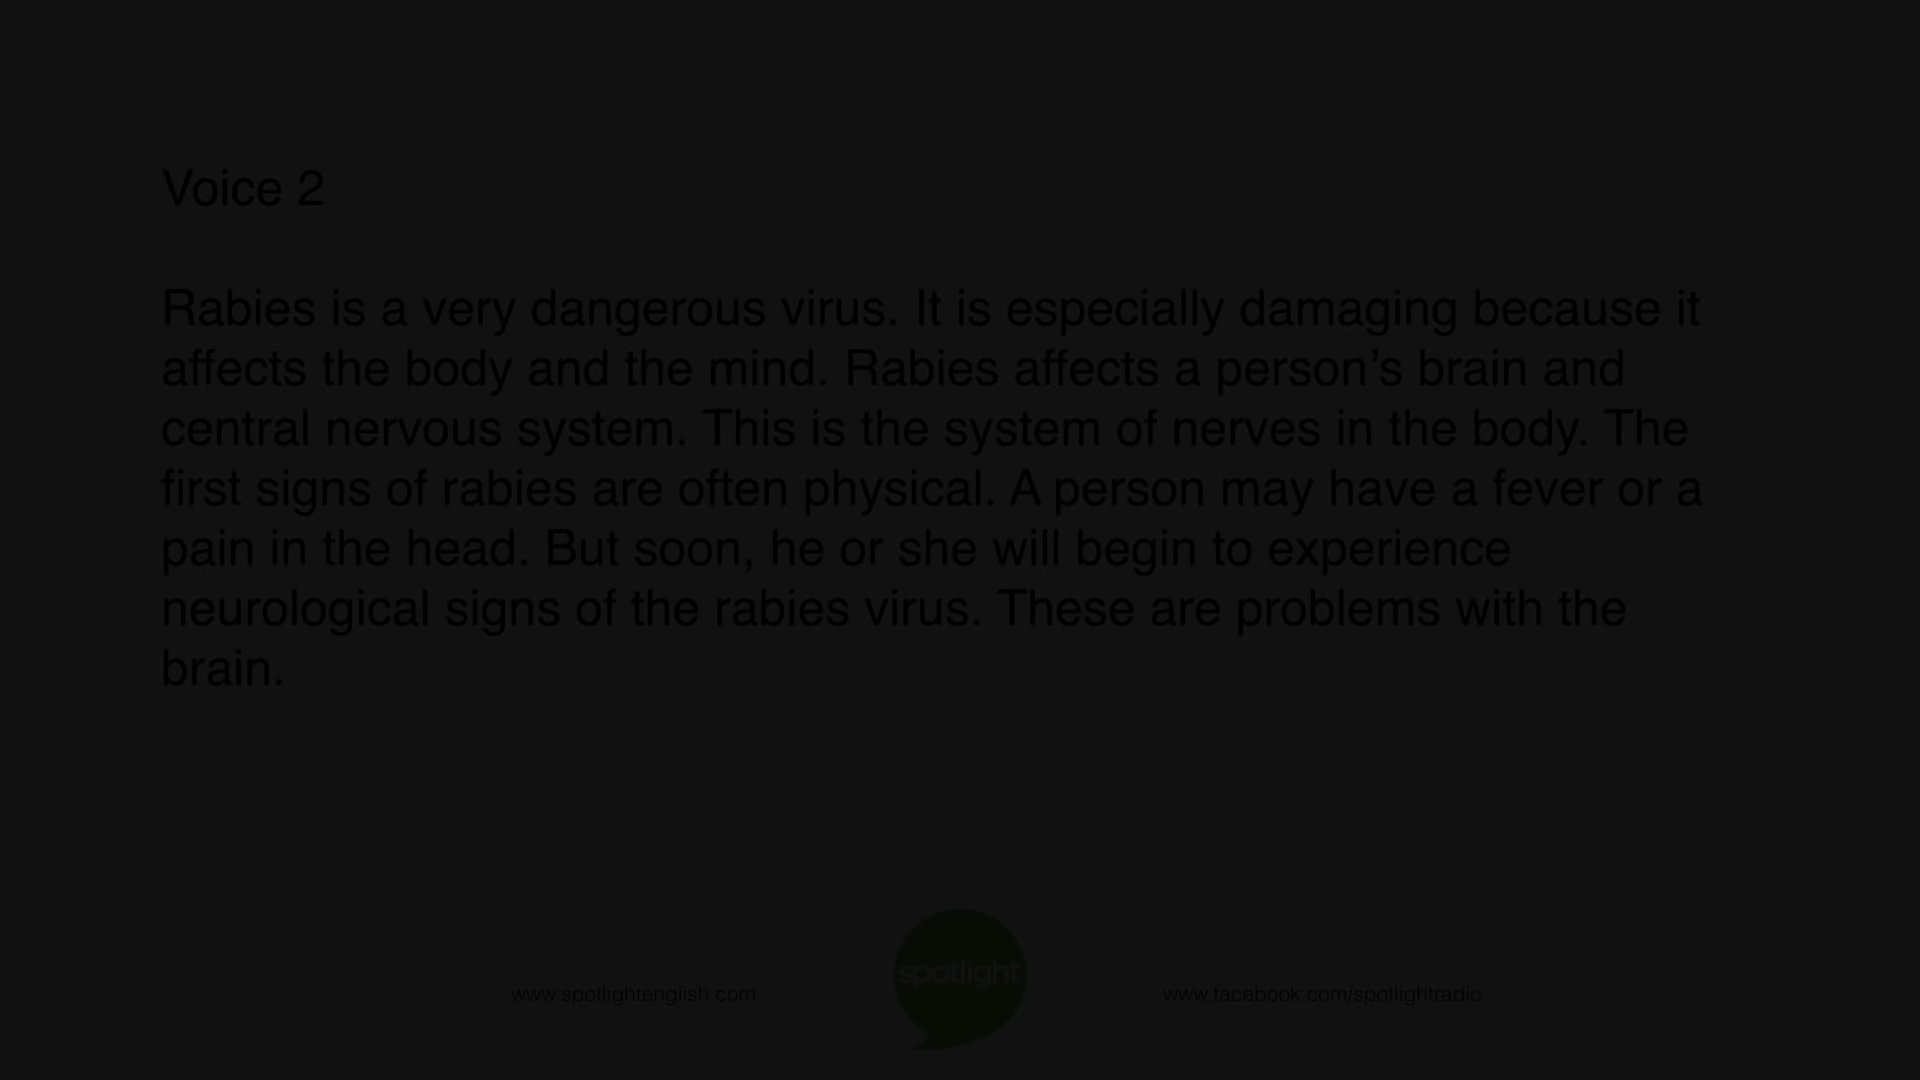 Voice 2
Rabies is a very dangerous virus. It is especially damaging because it
affects the body and the mind. Rabies affects a person’s brain and
central nervous system. This is the system of nerves in the body. The
first signs of rabies are often physical. A person may have a fever or a
pain in the head. But soon, he or she will begin to experience
neurological signs of the rabies virus. These are problems with the
brain.
spotlight
www.spotlightenglish.com
www.facebook.com/spotlightradio